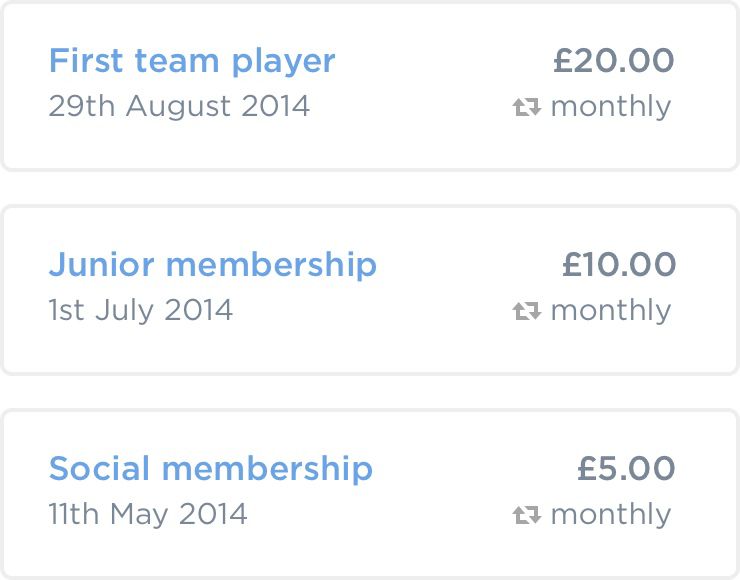 First team player £20.00
29th August 2014 monthly
Junior membership £10.00
1st July 2014 monthly
Social membership £5.00
11th May 2014 monthly